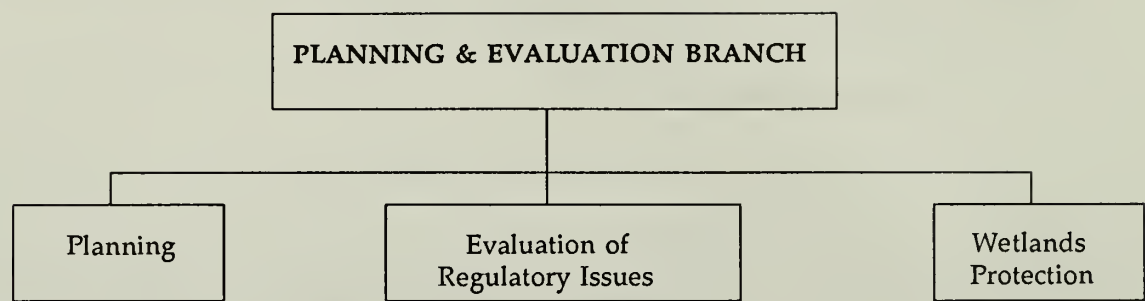 PLANNING & EVALUATION BRANCH
Planning
Evaluation of
Regulatory Issues
Wetlands
Protection